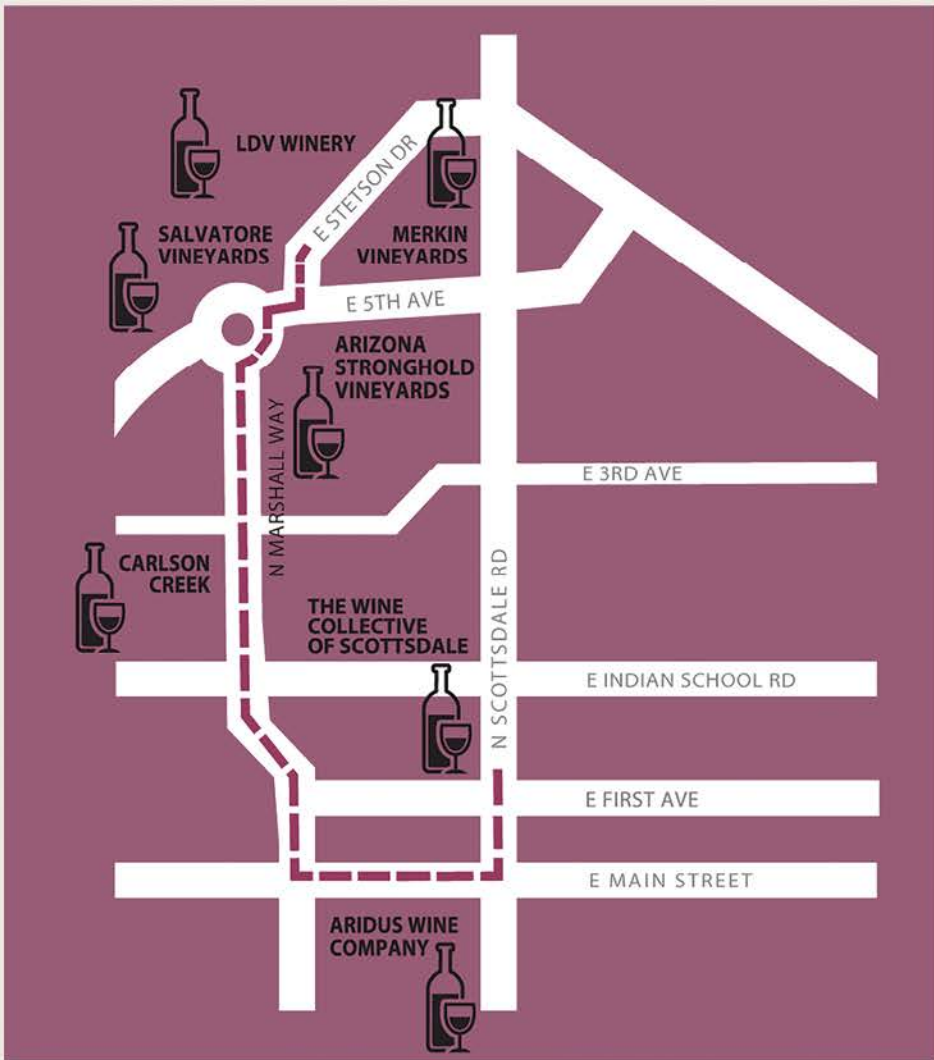 LDV WINERY
E STETSON DR
SALVATORE
VINEYARDS
MERKIN
VINEYARDS
E 5TH AVE
ARIZONA
STRONGHOLD
VINEYARDS
N MARSHALL WAY
E 3RD AVE
CARLSON
CREEK
THE WINE
COLLECTIVE
OF SCOTTSDALE
N SCOTTSDALE RD
E INDIAN SCHOOL RD
E FIRST AVE
E MAIN STREET
ARIDUS WINE
COMPANY